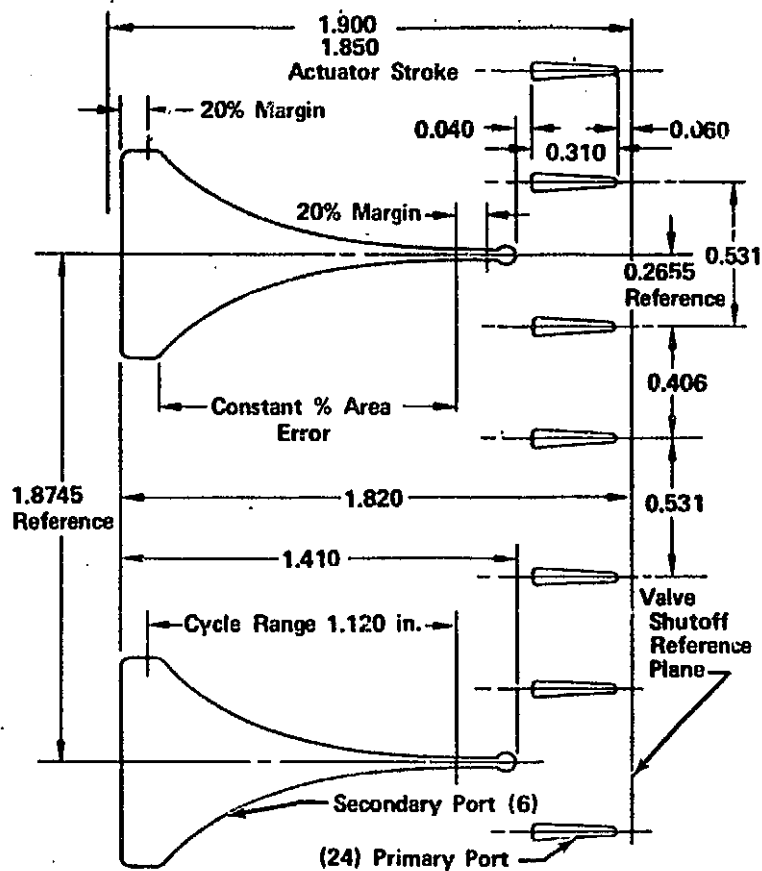 1.900
1.850
Actuator Stroke
20% Margin
0.040
0.060
0.310
20% Margin
0.531
0.2655
Reference
0.406
Constant % Area
Error
1.8745
Reference
1.820
0.531
1.410
Valve
Shutoff
Reference
Plane
Cycle Range 1.120 in.
Secondary Port (6)
(24) Primary Port